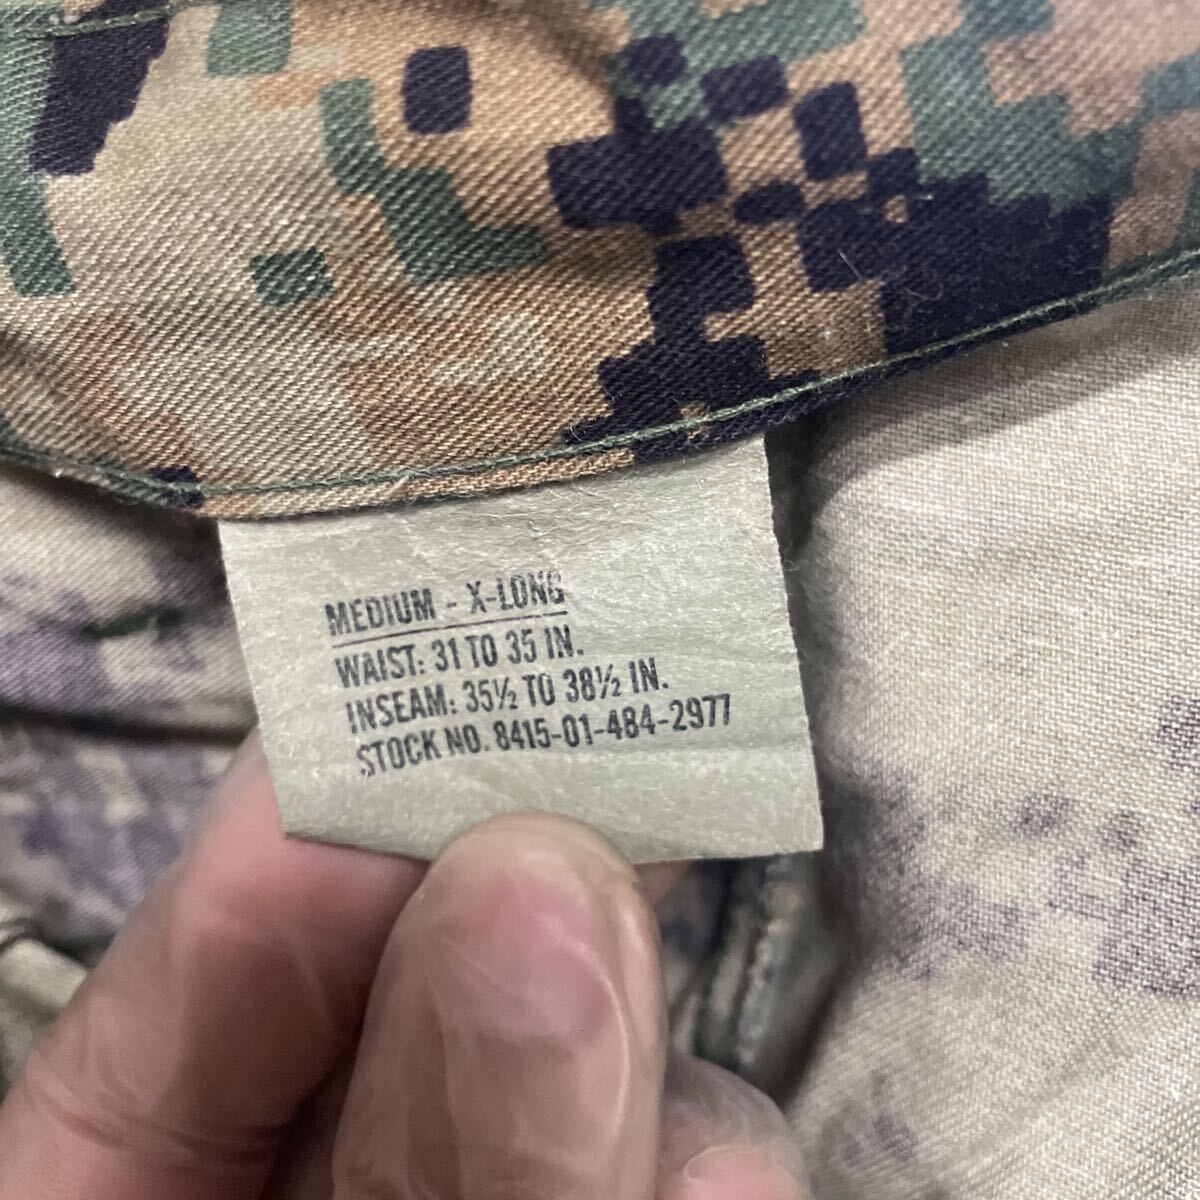 MEDIUM - X-LONG
WAIST: 31 TO 35 IN.
INSEAM: 35½ TO 38½ IN.
STOCK NO. 8415-01-484-2977